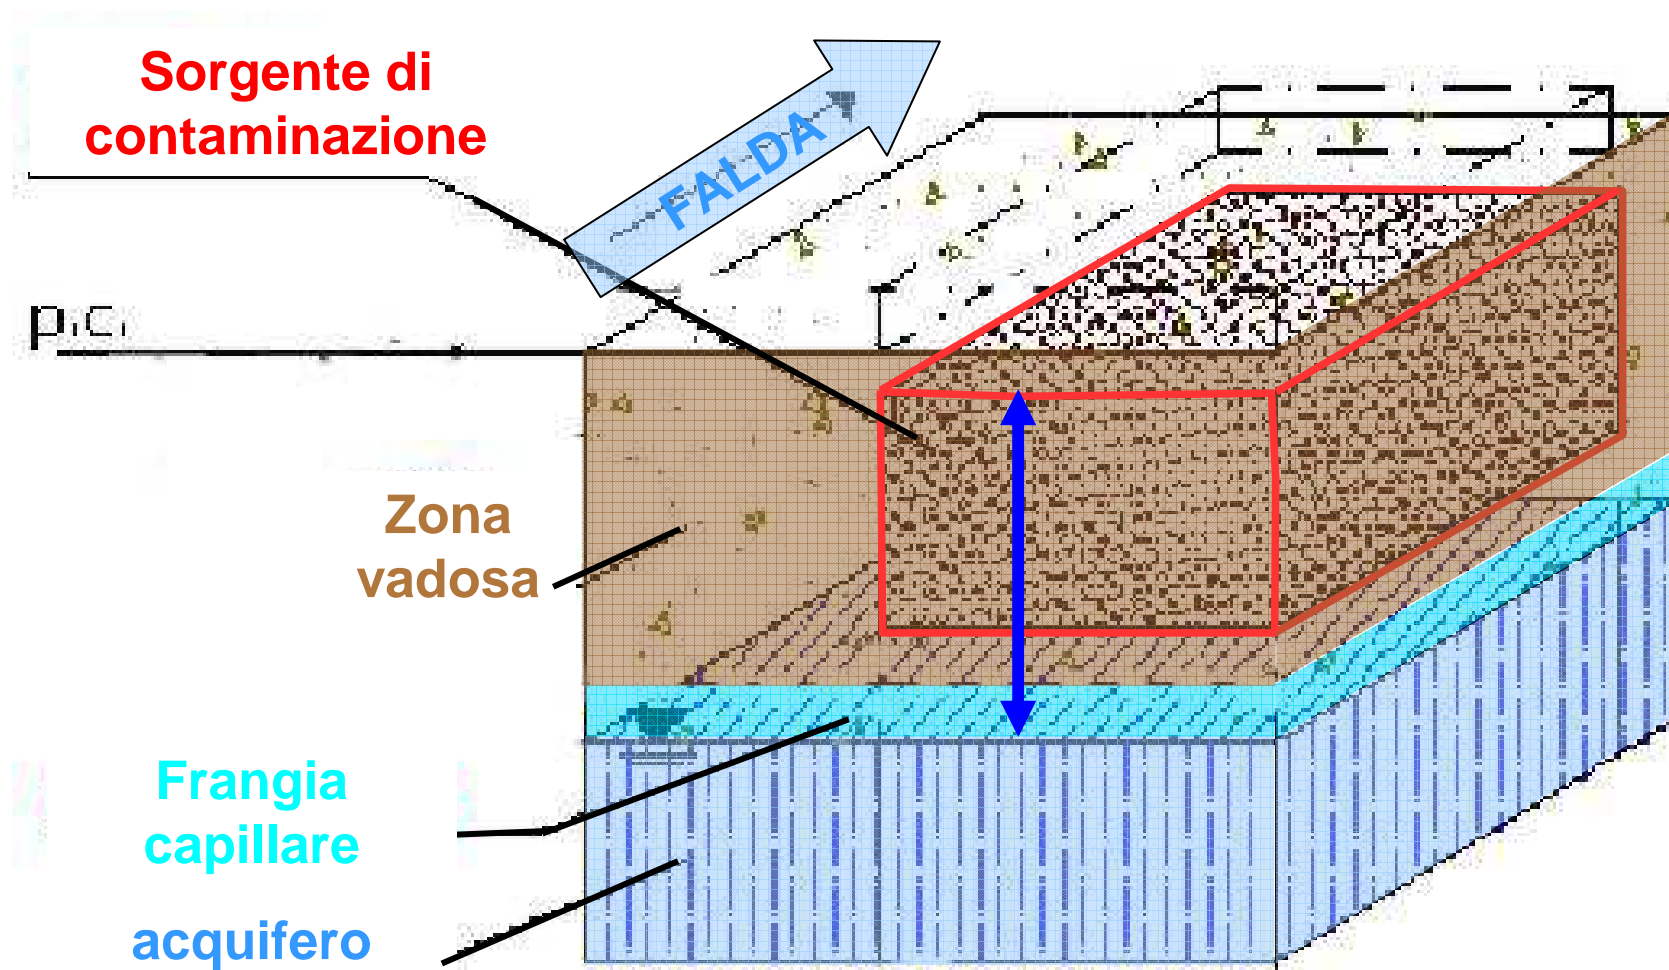 Sorgente di
contaminazione
FALDA
Zona
vadosa
Frangia
capillare
acquifero